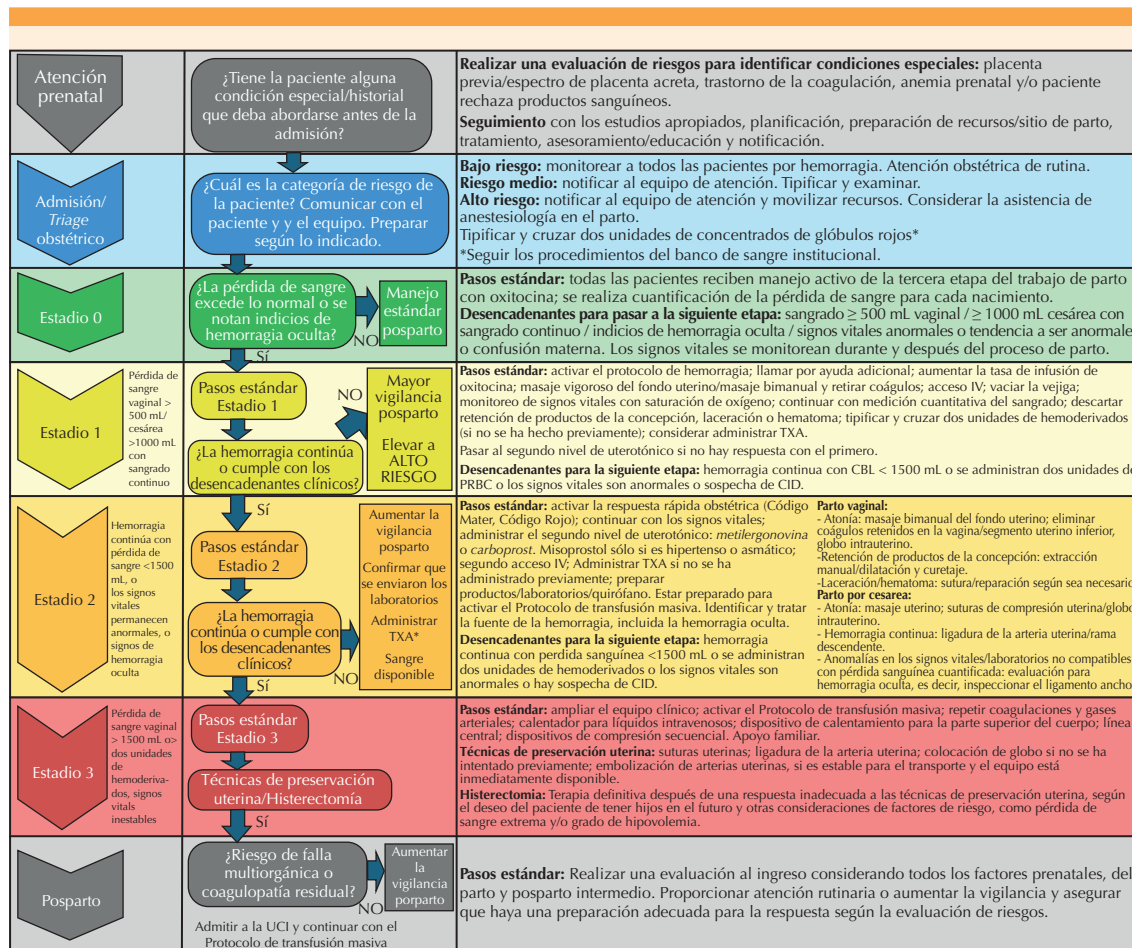 Atención
prenatal
¿Tiene la paciente alguna
condición especial/historial
que deba abordarse antes de la
admisión?
Realizar una evaluación de riesgos para identificar condiciones especiales: placenta
previa/espectro de placenta acreta, trastorno de la coagulación, anemia prenatal y/o paciente
rechaza productos sanguíneos.
Seguimiento con los estudios apropiados, planificación, preparación de recursos/sitio de parto,
tratamiento, asesoramiento/educación y notificación.
Admisión/
Triage
obstétrico
¿Cuál es la categoría de riesgo de
la paciente? Comunicar con el
paciente y y el equipo. Preparar
según lo indicado.
Bajo riesgo: monitorear a todos las pacientes por hemorragia. Atención obstétrica de rutina.
Riesgo medio: notificar al equipo de atención. Tipificar y examinar.
Alto riesgo: notificar al equipo de atención y movilizar recursos. Considerar la asistencia de
anestesiología en el parto.
Tipificar y cruzar dos unidades de concentrados de glóbulos rojos*
*Seguir los procedimientos del banco de sangre institucional.
Estadio 0
¿La pérdida de sangre
excede lo normal o se
notan indicios de
hemorragia oculta?
NO
Manejo
estándar
posparto
Sí
Pasos estándar: todas las pacientes reciben manejo activo de la tercera etapa del trabajo de parto
con oxitocina; se realiza cuantificación de la pérdida de sangre para cada nacimiento.
Desencadenantes para pasar a la siguiente etapa: sangrado ≥ 500 mL vaginal / ≥ 1000 mL cesárea con
sangrado continuo / indicios de hemorragia oculta / signos vitales anormales o tendencia a ser anormale
o confusión materna. Los signos vitales se monitorean durante y después del proceso de parto.
Estadio 1
Pérdida de
sangre
vaginal >
500 mL/
cesárea
>1000 mL
con
sangrado
continuo
Pasos estándar
Estadio 1
¿La hemorragia continúa
o cumple con los
desencadenantes clínicos?
NO
Mayor
vigilancia
posparto
Elevar a
ALTO
RIESGO
Sí
Pasos estándar: activar el protocolo de hemorragia; llamar por ayuda adicional; aumentar la tasa de infusión de
oxitocina; masaje vigoroso del fondo uterino/masaje bimanual y retirar coágulos; acceso IV; vaciar la vejiga;
monitoreo de signos vitales con saturación de oxígeno; continuar con medición cuantitativa del sangrado; descartar
retención de productos de la concepción, laceración o hematoma; tipificar y cruzar dos unidades de hemoderivados
(si no se ha hecho previamente); considerar administrar TXA.
Pasar al segundo nivel de uterotónico si no hay respuesta con el primero.
Desencadenantes para la siguiente etapa: hemorragia continua con CBL < 1500 mL o se administran dos unidades de
PRBC o los signos vitales son anormales o sospecha de CID.
Estadio 2
Hemorragia
continúa con
pérdida de
sangre <1500
mL, o
los signos
vitales
permanecen
anormales, o
signos de
hemorragia
oculta
Pasos estándar
Estadio 2
¿La hemorragia
continúa o cumple con
los desencadenantes
clínicos?
NO
Aumentar la
vigilancia
posparto
Confirmar que
se enviaron los
laboratorios
Administrar
TXA*
Sangre
disponible
Sí
Pasos estándar: activar la respuesta rápida obstétrica (Código
Mater, Código Rojo); continuar con los signos vitales;
administrar el segundo nivel de uterotónico: metilergonovina
o carboprost. Misoprostol sólo si es hipertenso o asmático;
segundo acceso IV; Administrar TXA si no se ha
administrado previamente; preparar
productos/laboratorios/quirófano. Estar preparado para
activar el Protocolo de transfusión masiva. Identificar y tratar
la fuente de la hemorragia, incluida la hemorragia oculta.
Desencadenantes para la siguiente etapa: hemorragia
continua con perdida sanguínea <1500 mL o se administran
dos unidades de hemoderivados o los signos vitales son
anormales o hay sospecha de CID.
Parto vaginal:
- Atonía: masaje bimanual del fondo uterino; eliminar
coágulos retenidos en la vagina/segmento uterino inferior,
globo intrauterino.
-Retención de productos de la concepción: extracción
manual/dilatación y curetaje.
-Laceración/hematoma: sutura/reparación según sea necesario
Parto por cesarea:
- Atonía: masaje uterino; suturas de compresión uterina/globo
intrauterino.
- Hemorragia continua: ligadura de la arteria uterina/rama
descendente.
- Anomalías en los signos vitales/laboratorios no compatibles
con pérdida sanguínea cuantificada: evaluación para
hemorragia oculta, es decir, inspeccionar el ligamento ancho
Estadio 3
Pérdida de
sangre vaginal
> 1500 mL o>
dos unidades
de
hemoderiva-
dos, signos
vitals
inestables
Pasos estándar
Estadio 3
Técnicas de preservación
uterina/Histerectomía
Sí
Pasos estándar: ampliar el equipo clínico; activar el Protocolo de transfusión masiva; repetir coagulaciones y gases
arteriales; calentador para líquidos intravenosos; dispositivo de calentamiento para la parte superior del cuerpo; línea
central; dispositivos de compresión secuencial. Apoyo familiar.
Técnicas de preservación uterina: suturas uterinas; ligadura de la arteria uterina; colocación de globo si no se ha
intentado previamente; embolización de arterias uterinas, si es estable para el transporte y el equipo está
inmediatamente disponible.
Histerectomia: Terapia definitiva después de una respuesta inadecuada a las técnicas de preservación uterina, según
el deseo del paciente de tener hijos en el futuro y otras consideraciones de factores de riesgo, como pérdida de
sangre extrema y/o grado de hipovolemia.
Posparto
¿Riesgo de falla
multiorgánica o
coagulopatía residual?
NO
Aumentar
la
vigilancia
porparto
Admitir a la UCI y continuar con el
Protocolo de transfusión masiva
Pasos estándar: Realizar una evaluación al ingreso considerando todos los factores prenatales, del
parto y posparto intermedio. Proporcionar atención rutinaria o aumentar la vigilancia y asegurar
que haya una preparación adecuada para la respuesta según la evaluación de riesgos.